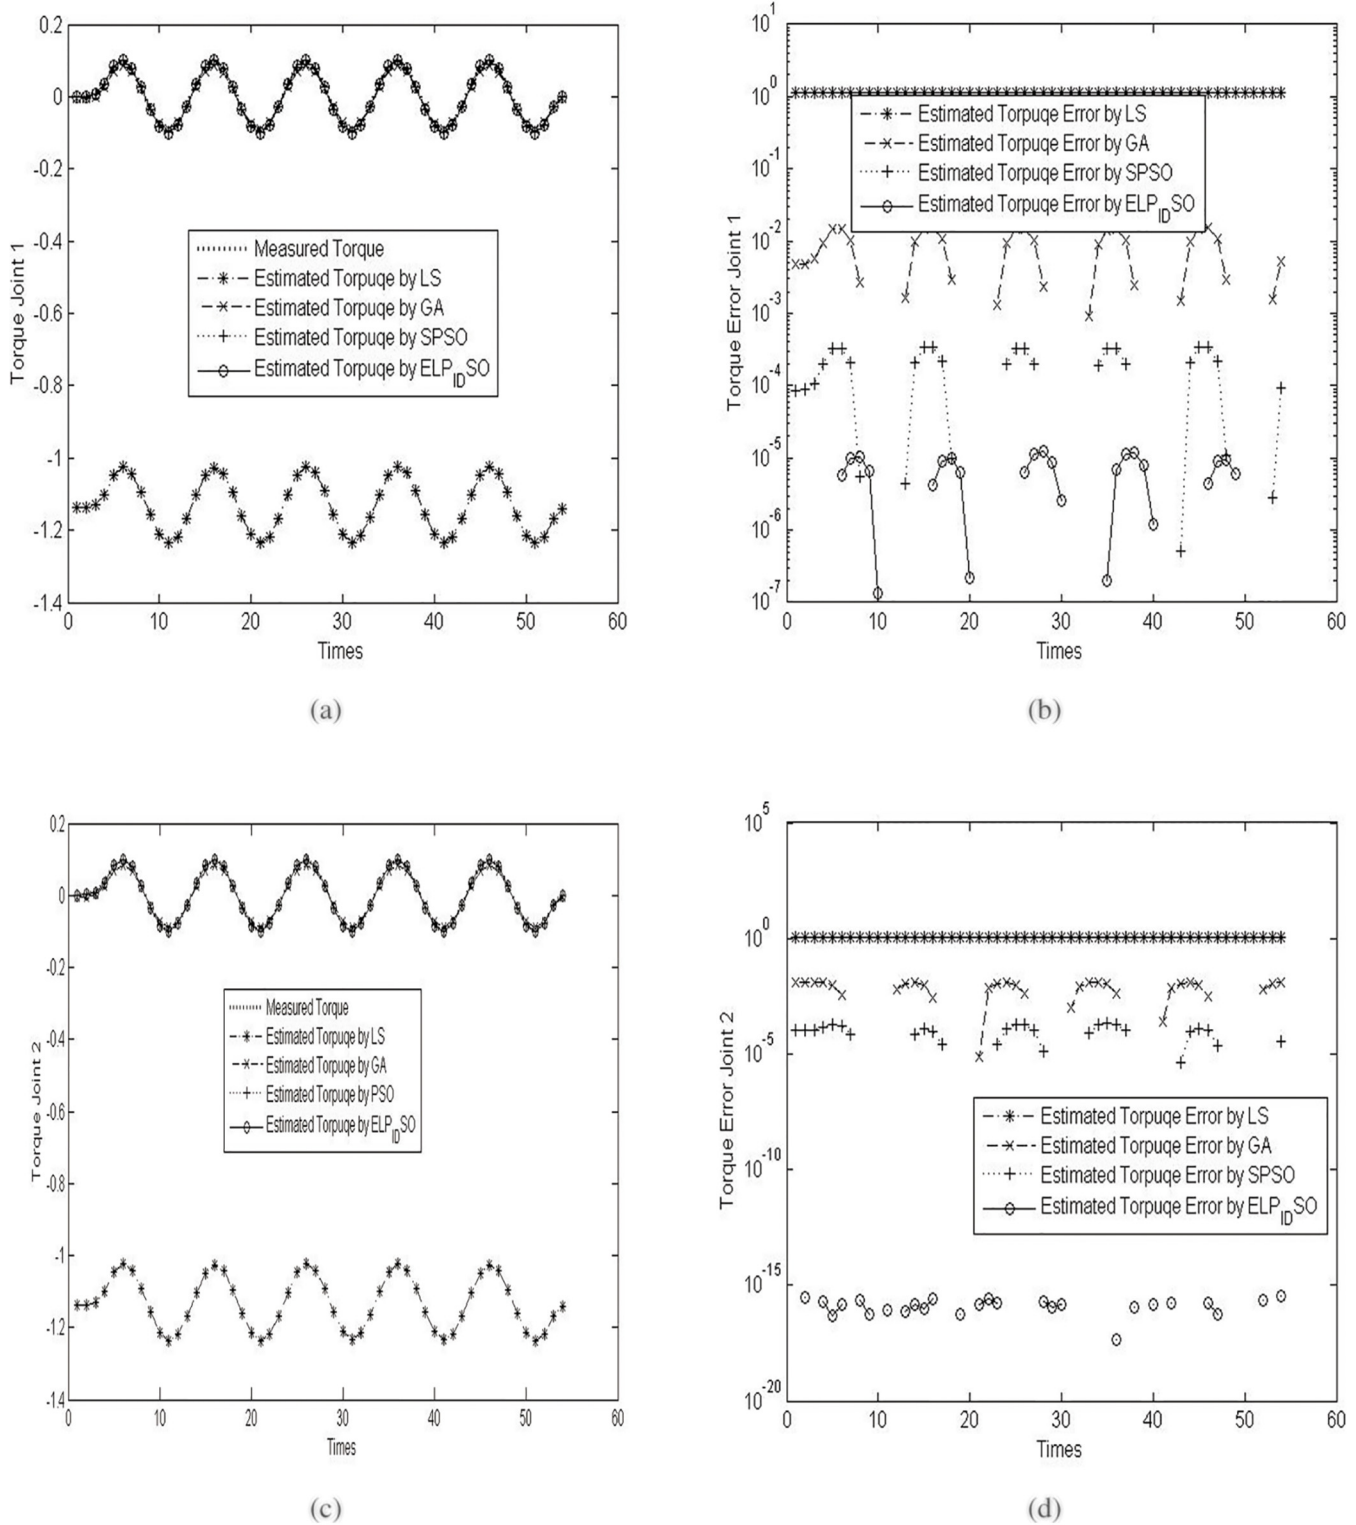 0.2
0
-0.2
-0.4
-0.6
-0.8
-1
-1.2
-1.4
0 10 20 30 40 50 60
Torque Joint 1
Times
Measured Torque
Estimated Torpuqe by LS
Estimated Torpuqe by GA
Estimated Torpuqe by SPSO
Estimated Torpuqe by ELP_IDSO
(a)
10^1
10^0
10^-1
10^-2
10^-3
10^-4
10^-5
10^-6
10^-7
0 10 20 30 40 50 60
Torque Error Joint 1
Times
Estimated Torpuqe Error by LS
Estimated Torpuqe Error by GA
Estimated Torpuqe Error by SPSO
Estimated Torpuqe Error by ELP_IDSO
(b)
0.2
0
-0.2
-0.4
-0.6
-0.8
-1
-1.2
-1.4
0 10 20 30 40 50 60
Torque Joint 2
Times
Measured Torque
Estimated Torpuqe by LS
Estimated Torpuqe by GA
Estimated Torpuqe by PSO
Estimated Torpuqe by ELP_IDSO
(c)
10^5
10^0
10^-5
10^-10
10^-15
10^-20
0 10 20 30 40 50 60
Torque Error Joint 2
Times
Estimated Torpuqe Error by LS
Estimated Torpuqe Error by GA
Estimated Torpuqe Error by SPSO
Estimated Torpuqe Error by ELP_IDSO
(d)